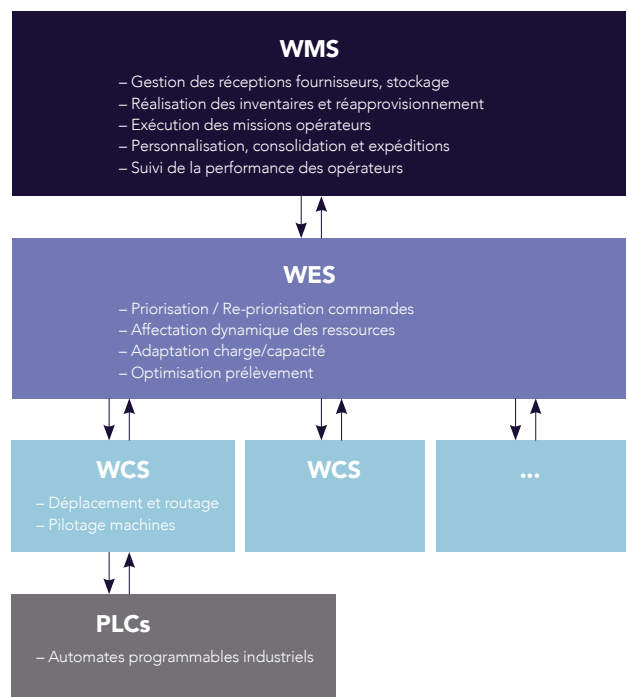 WMS
– Gestion des réceptions fournisseurs, stockage
– Réalisation des inventaires et réapprovisionnement
– Exécution des missions opérateurs
– Personnalisation, consolidation et expéditions
– Suivi de la performance des opérateurs
WES
– Priorisation / Re-priorisation commandes
– Affectation dynamique des ressources
– Adaptation charge/capacité
– Optimisation prélèvement
WCS
– Déplacement et routage
– Pilotage machines
WCS
...
PLCs
– Automates programmables industriels